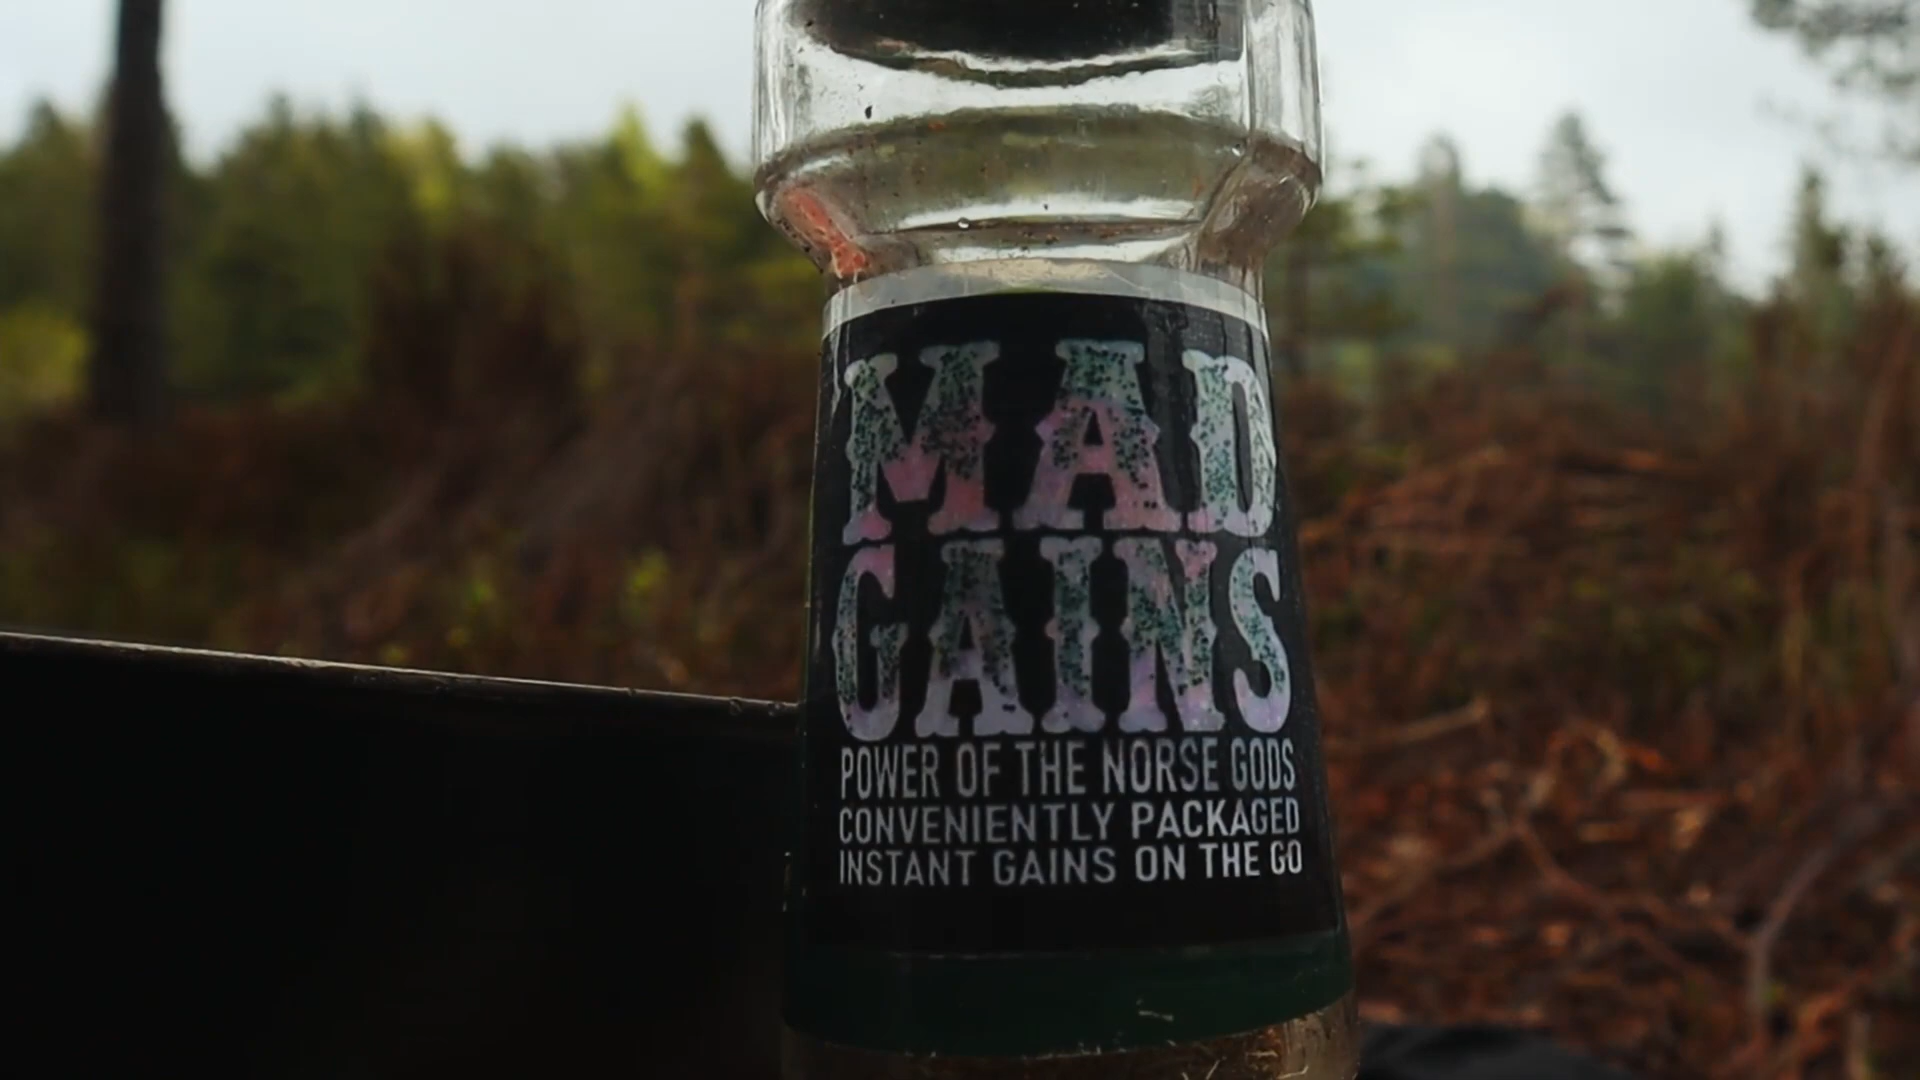 MAD
GAINS
POWER OF THE NORSE GODS
CONVENIENTLY PACKAGED
INSTANT GAINS ON THE GO